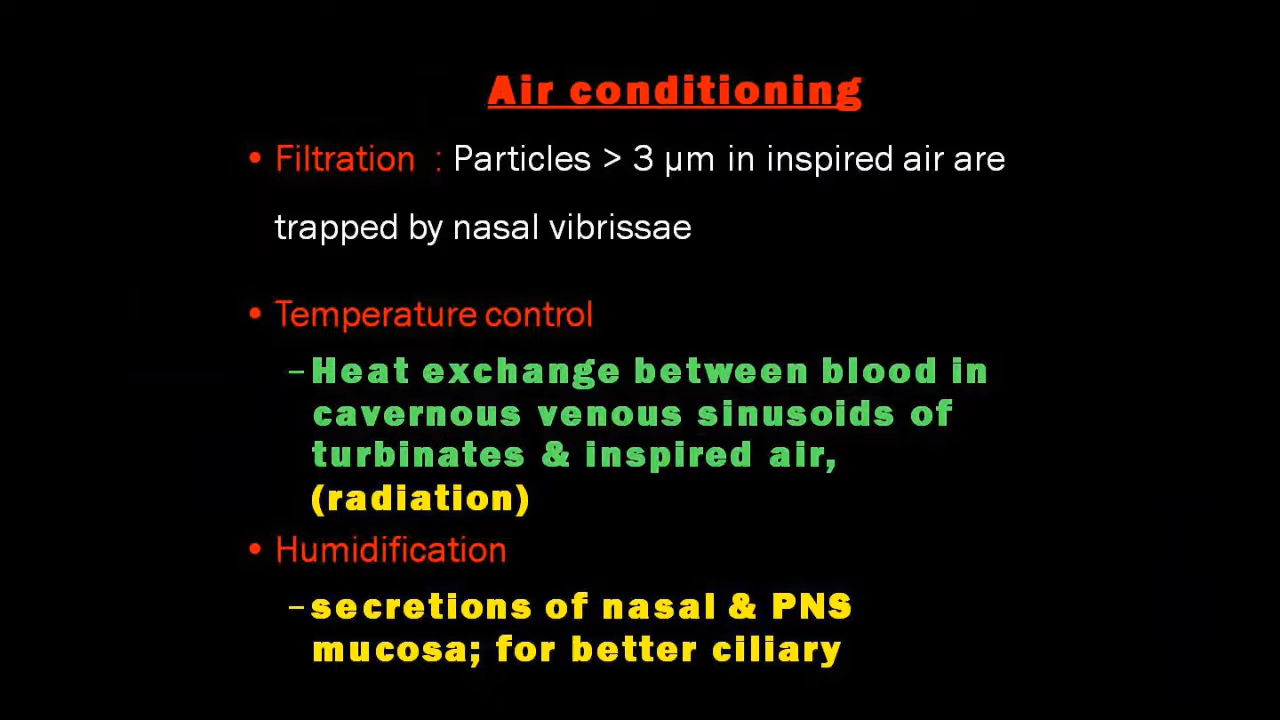 Air conditioning
• Filtration : Particles > 3 µm in inspired air are
trapped by nasal vibrissae
• Temperature control
–Heat exchange between blood in
cavernous venous sinusoids of
turbinates & inspired air,
(radiation)
• Humidification
–secretions of nasal & PNS
mucosa; for better ciliary